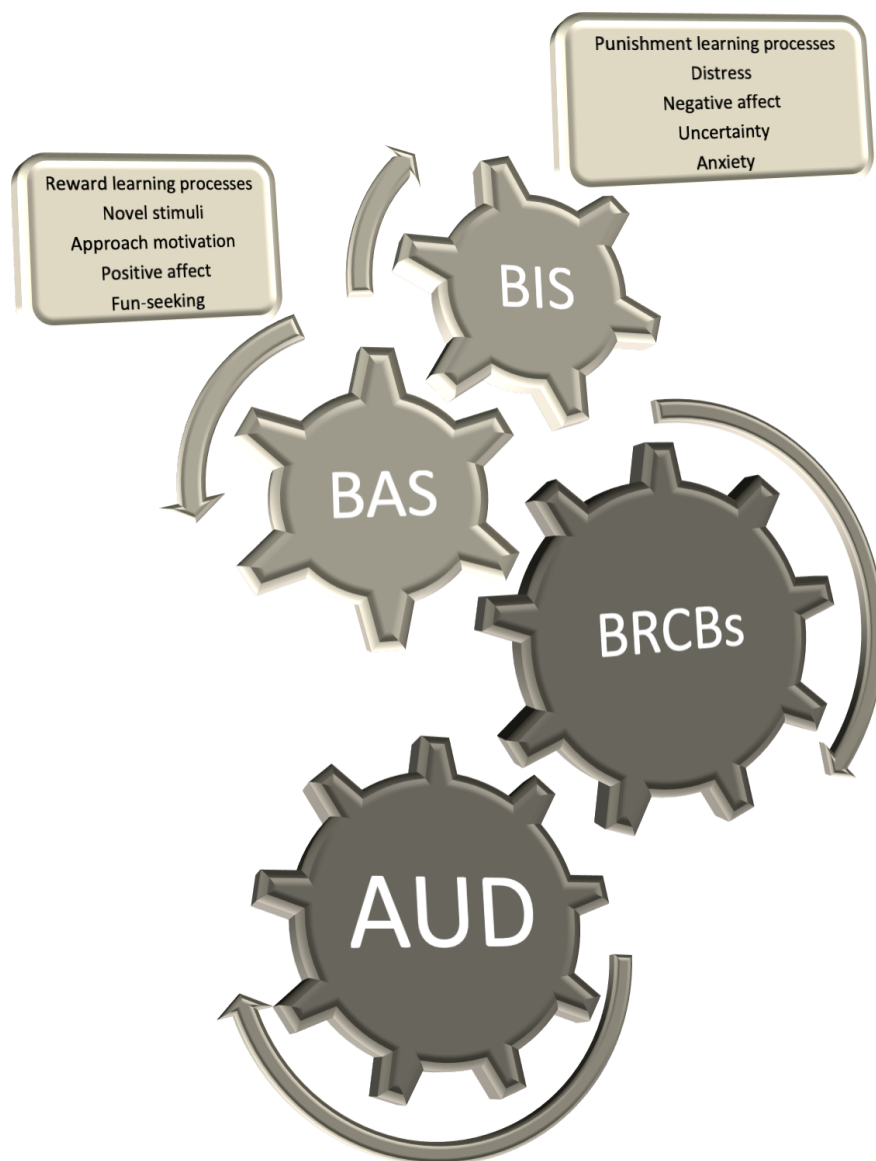 Punishment learning processes
Distress
Negative affect
Uncertainty
Anxiety
Reward learning processes
Novel stimuli
Approach motivation
Positive affect
Fun-seeking
BIS
BAS
BRCBs
AUD